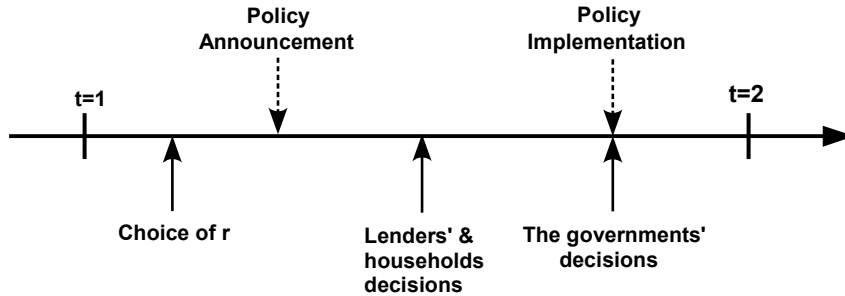 Policy
Announcement
Policy
Implementation
t=1
t=2
Choice of r
Lenders' &
households
decisions
The governments'
decisions